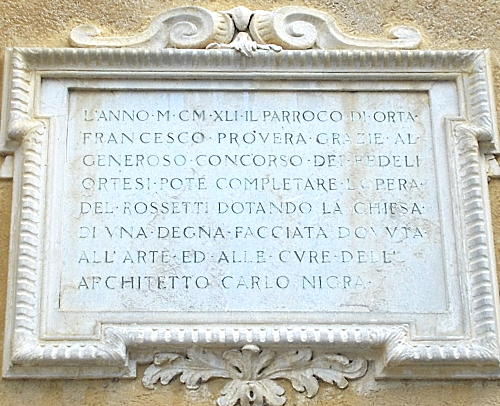 L'ANNO·M·CM·XLI·IL PARROCO DI·ORTA·
FRANCESCO·PROVERA·GRAZIE·AL
GENEROSO·CONCORSO·DEI·FEDELI
ORTESI·POTÉ COMPLETARE·L'OPERA·
DEL·ROSSETTI DOTANDO LA CHIESA·
DI VNA·DEGNA·FACCIATA DOVVTA
ALL'ARTE·ED·ALLE·CVRE·DELL'
ARCHITETTO CARLO NIGRA·